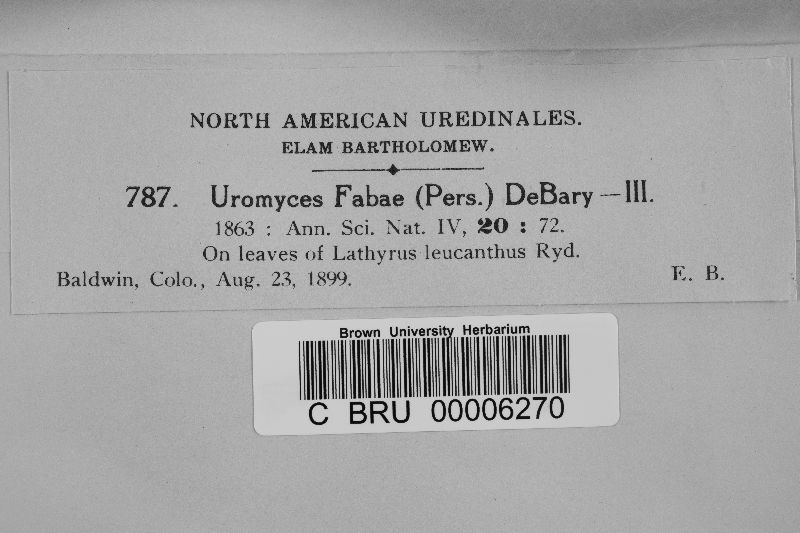 NORTH AMERICAN UREDINALES.
ELAM BARTHOLOMEW.
787. Uromyces Fabae (Pers.) DeBary—III.
1863 : Ann. Sci. Nat. IV, 20 : 72.
On leaves of Lathyrus leucanthus Ryd.
Baldwin, Colo., Aug. 23, 1899. E. B.
Brown University Herbarium
C BRU 00006270